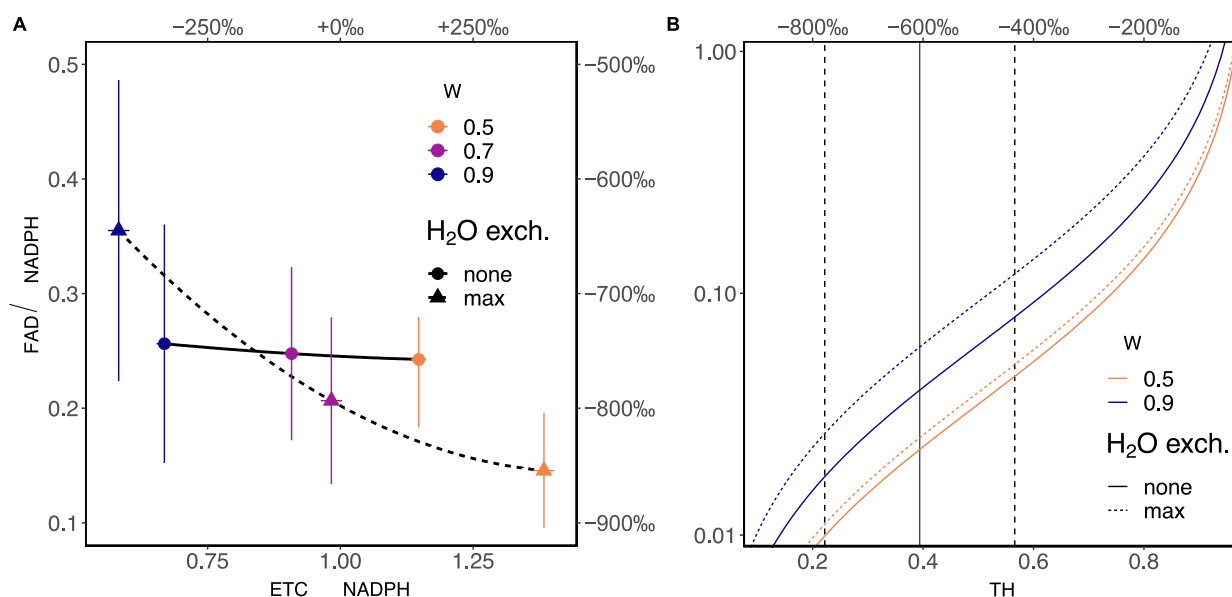 A
−250‰ +0‰ +250‰
0.5
0.4
0.3
0.2
0.1
−500‰
−600‰
−700‰
−800‰
−900‰
FAD/ NADPH
W
0.5
0.7
0.9
H₂O exch.
none
max
0.75 1.00 1.25
ETC NADPH
B
−800‰ −600‰ −400‰ −200‰
1.00
0.10
0.01
W
0.5
0.9
H₂O exch.
none
max
0.2 0.4 0.6 0.8
TH